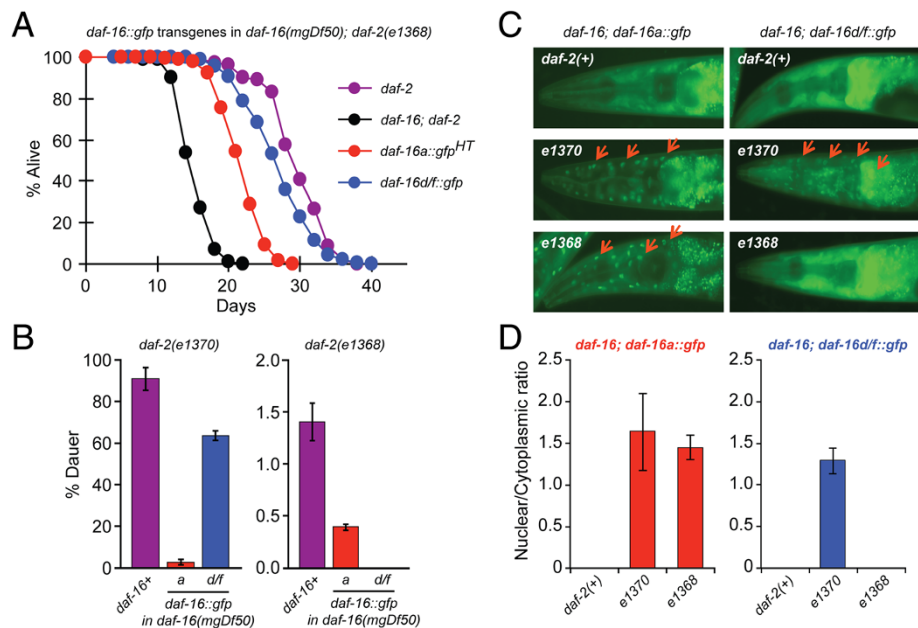 A
daf-16::gfp transgenes in daf-16(mgDf50); daf-2(e1368)
% Alive
100
80
60
40
20
0
0
10
20
30
40
Days
daf-2
daf-16; daf-2
daf-16a::gfpHT
daf-16d/f::gfp
B
daf-2(e1370)
% Dauer
100
80
60
40
20
0
daf-16+
a
d/f
daf-16::gfp
in daf-16(mgDf50)
daf-2(e1368)
2.0
1.5
1.0
0.5
0.0
daf-16+
a
d/f
daf-16::gfp
in daf-16(mgDf50)
C
daf-16; daf-16a::gfp
daf-16; daf-16d/f::gfp
daf-2(+)
daf-2(+)
e1370
e1370
e1368
e1368
D
daf-16; daf-16a::gfp
Nuclear/Cytoplasmic ratio
2.5
2.0
1.5
1.0
0.5
0.0
daf-2(+)
e1370
e1368
daf-16; daf-16d/f::gfp
2.5
2.0
1.5
1.0
0.5
0.0
daf-2(+)
e1370
e1368